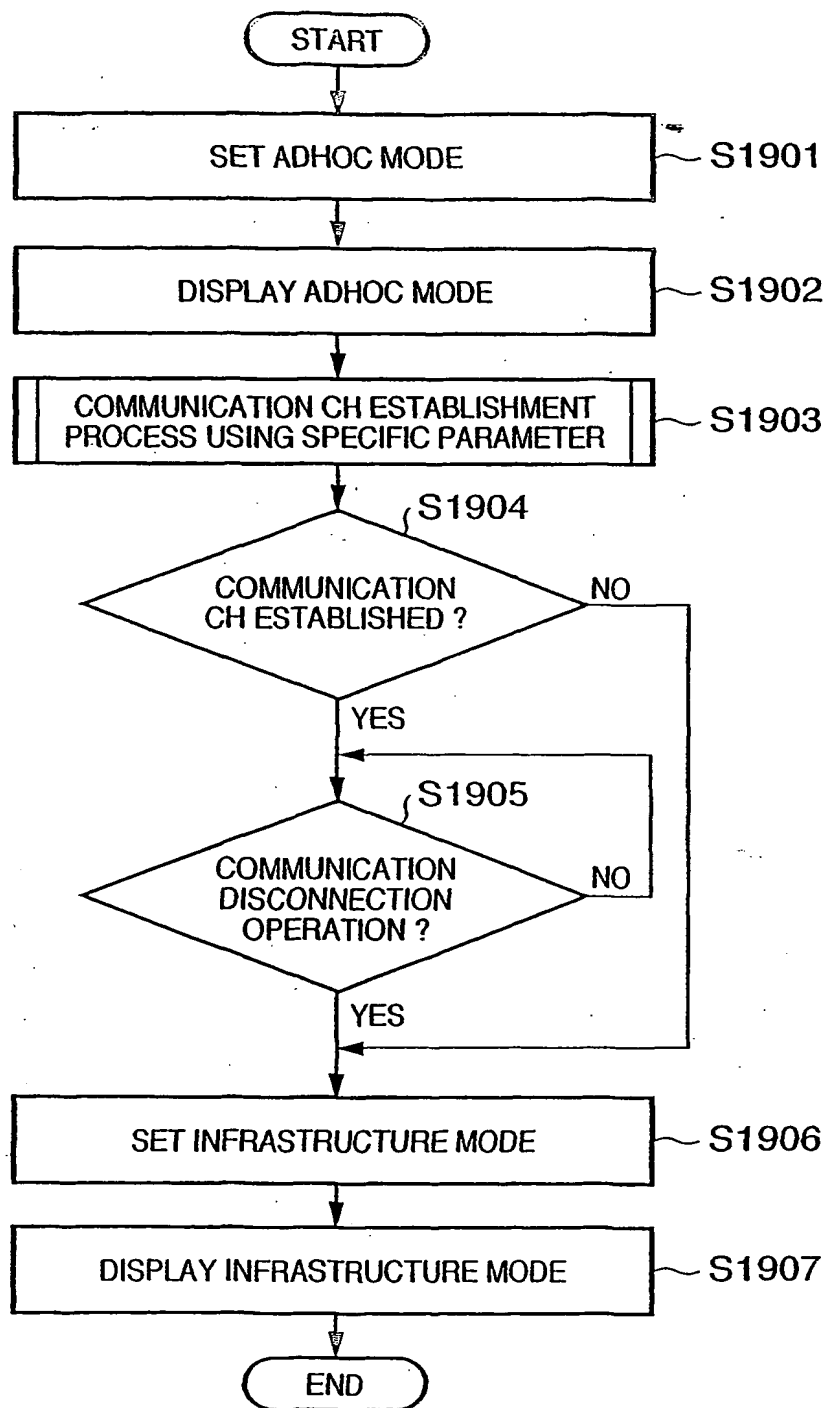 START
SET ADHOC MODE
S1901
DISPLAY ADHOC MODE
S1902
COMMUNICATION CH ESTABLISHMENT
PROCESS USING SPECIFIC PARAMETER
S1903
S1904
COMMUNICATION
CH ESTABLISHED ?
NO
YES
S1905
COMMUNICATION
DISCONNECTION
OPERATION ?
NO
YES
SET INFRASTRUCTURE MODE
S1906
DISPLAY INFRASTRUCTURE MODE
S1907
END